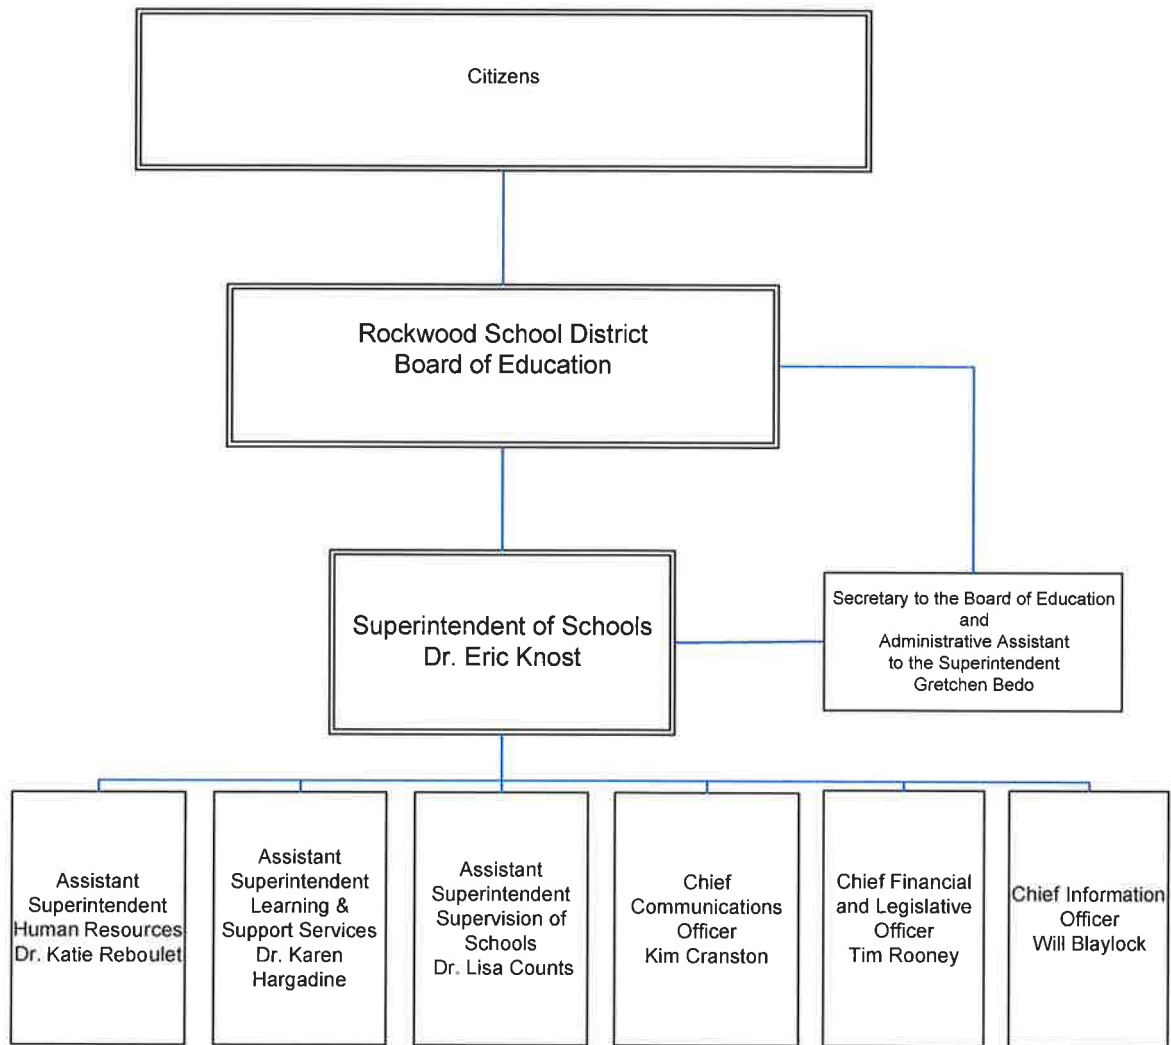 Citizens
Rockwood School District
Board of Education
Superintendent of Schools
Dr. Eric Knost
Secretary to the Board of Education
and
Administrative Assistant
to the Superintendent
Gretchen Bedo
Assistant
Superintendent
Human Resources
Dr. Katie Reboulet
Assistant
Superintendent
Learning &
Support Services
Dr. Karen
Hargadine
Assistant
Superintendent
Supervision of
Schools
Dr. Lisa Counts
Chief
Communications
Officer
Kim Cranston
Chief Financial
and Legislative
Officer
Tim Rooney
Chief Information
Officer
Will Blaylock